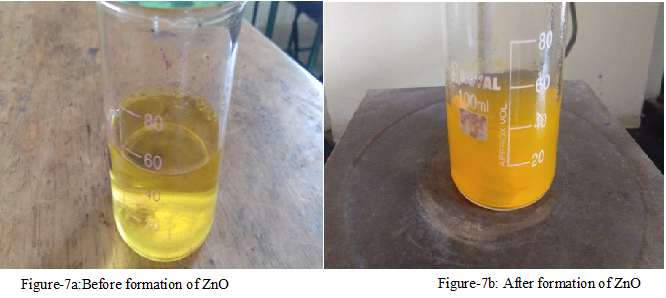 80
60
40
20
80
60
100ml
40
APPROX VOL.
20
Figure-7a:Before formation of ZnO
Figure-7b: After formation of ZnO